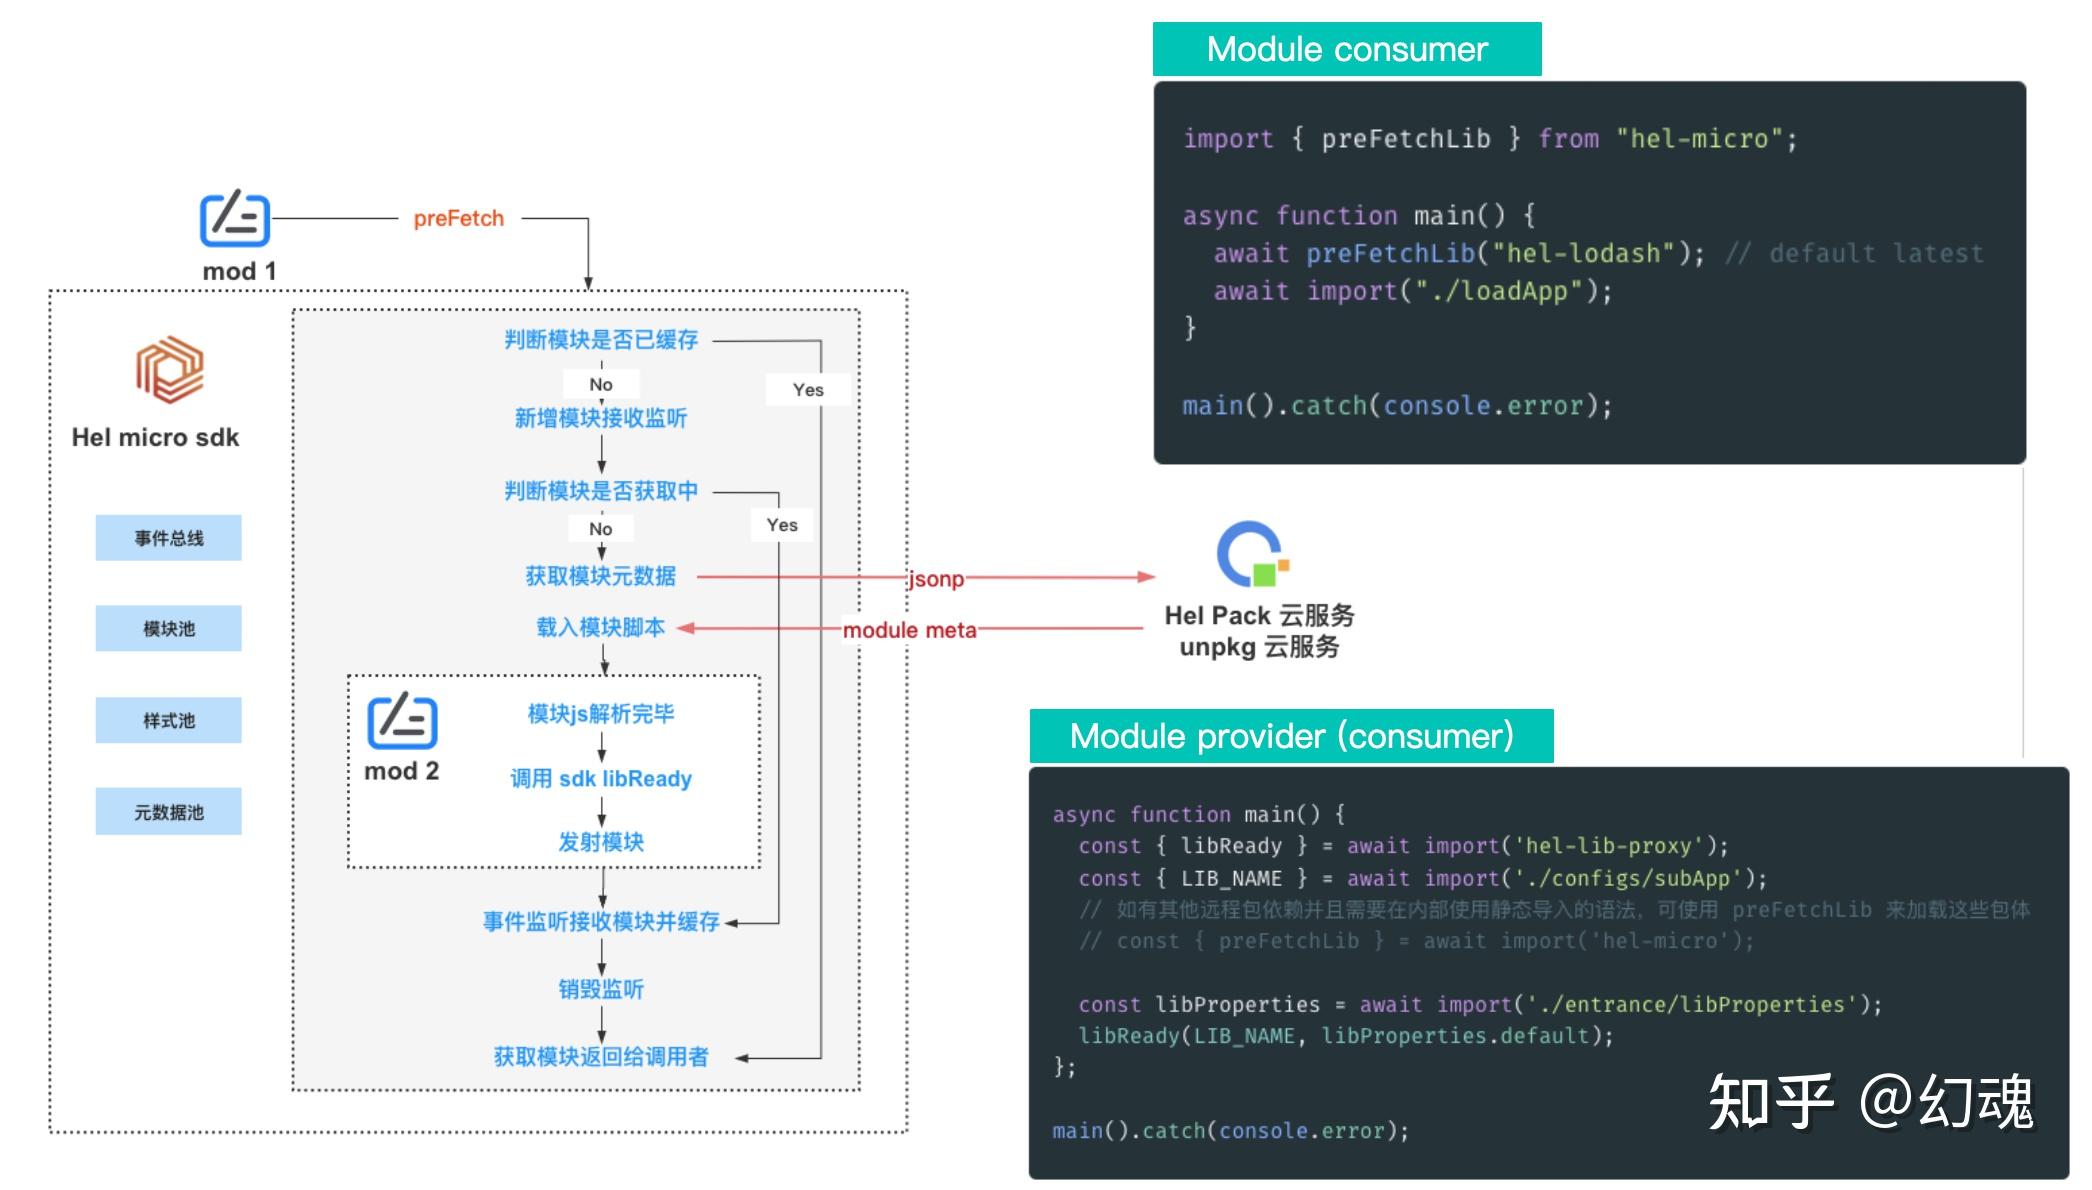 Module consumer
import { preFetchLib } from "hel-micro";
async function main() {
await preFetchLib("hel-lodash"); // default latest
await import("./loadApp");
}
main().catch(console.error);
preFetch
mod 1
Hel micro sdk
事件总线
模块池
样式池
元数据池
判断模块是否已缓存
No
Yes
新增模块接收监听
判断模块是否获取中
No
Yes
获取模块元数据
jsonp
载入模块脚本
module meta
mod 2
模块js解析完毕
调用 sdk libReady
发射模块
事件监听接收模块并缓存
销毁监听
获取模块返回给调用者
Hel Pack 云服务
unpkg 云服务
Module provider (consumer)
async function main() {
const { libReady } = await import('hel-lib-proxy');
const { LIB_NAME } = await import('./configs/subApp');
// 如有其他远程包依赖并且需要在内部使用静态导入的语法，可使用 preFetchLib 来加载这些包体
// const { preFetchLib } = await import('hel-micro');
const libProperties = await import('./entrance/libProperties');
libReady(LIB_NAME, libProperties.default);
};
main().catch(console.error);
知乎 @幻魂